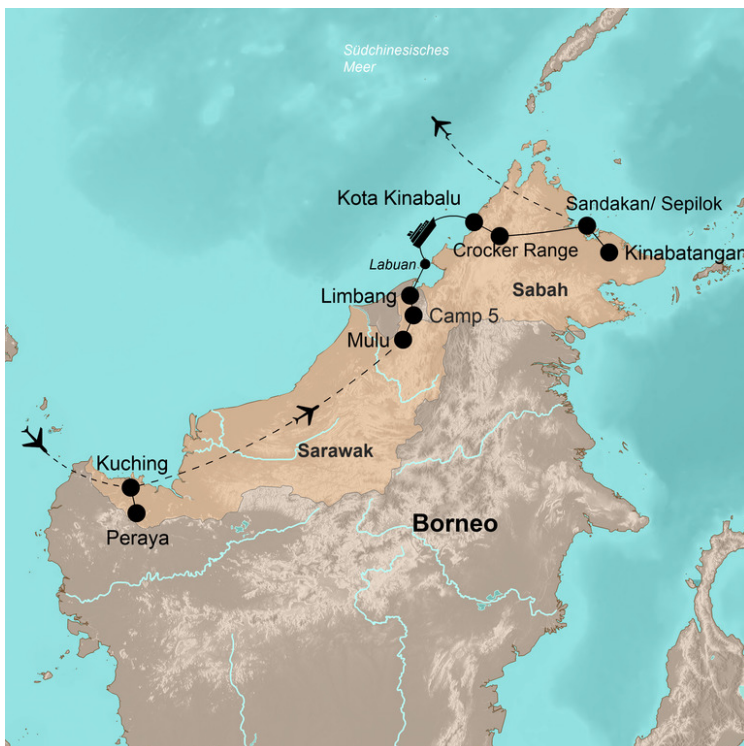 Südchinesisches
Meer
Kota Kinabalu
Sandakan/ Sepilok
Crocker Range
Kinabatangan
Labuan
Sabah
Limbang
Camp 5
Mulu
Sarawak
Kuching
Borneo
Peraya